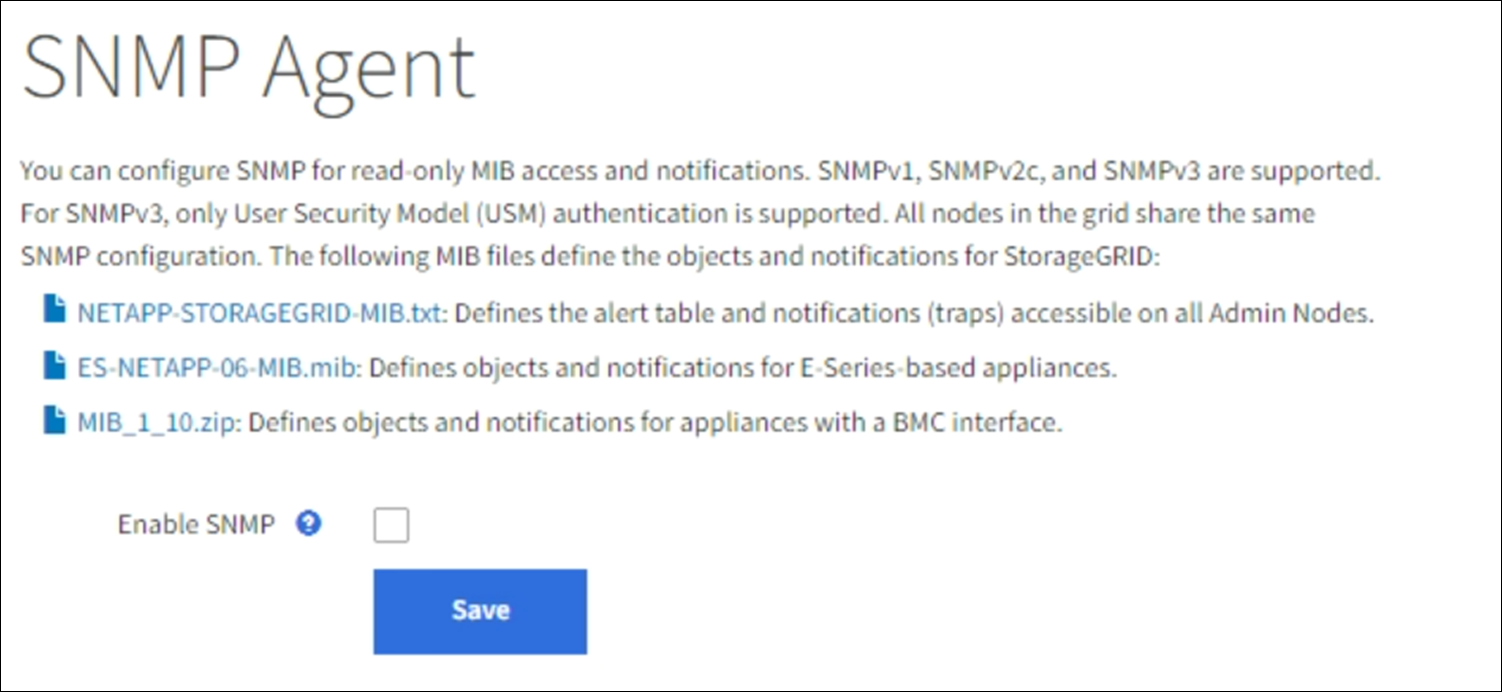 SNMP Agent
You can configure SNMP for read-only MIB access and notifications. SNMPv1, SNMPv2c, and SNMPv3 are supported.
For SNMPv3, only User Security Model (USM) authentication is supported. All nodes in the grid share the same
SNMP configuration. The following MIB files define the objects and notifications for StorageGRID:
NETAPP-STORAGEGRID-MIB.txt: Defines the alert table and notifications (traps) accessible on all Admin Nodes.
ES-NETAPP-06-MIB.mib: Defines objects and notifications for E-Series-based appliances.
MIB_1_10.zip: Defines objects and notifications for appliances with a BMC interface.
Enable SNMP ?
Save